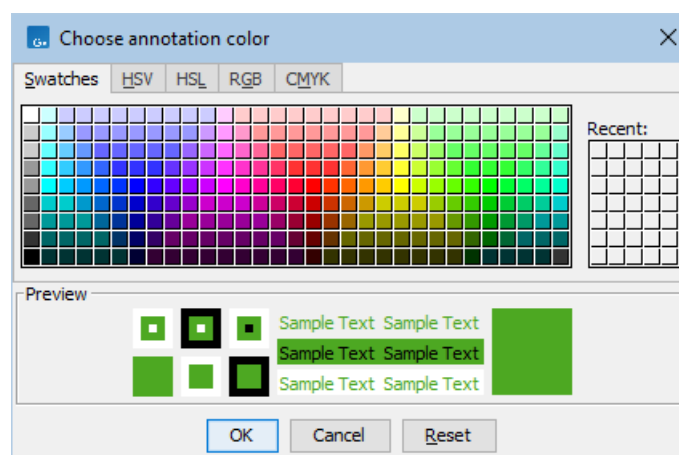 G.
Choose annotation color
Swatches HSV HSL RGB CMYK
Recent:
Preview
Sample Text Sample Text
Sample Text Sample Text
Sample Text Sample Text
OK Cancel Reset